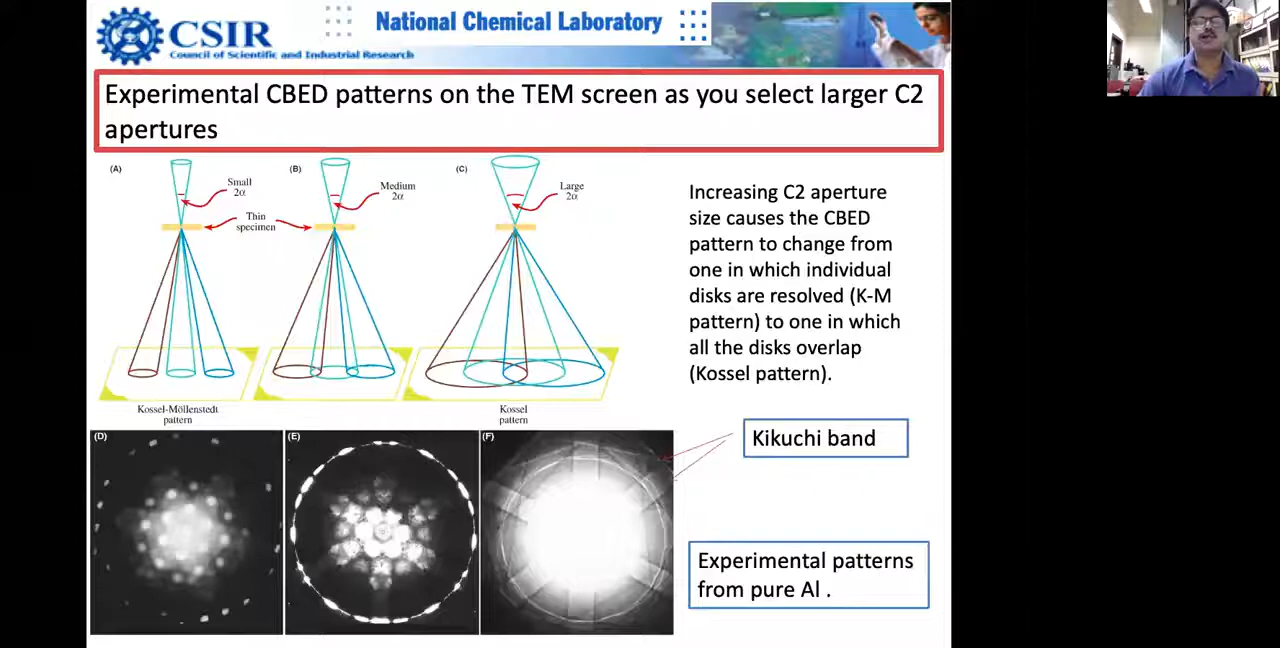 CSIR
Council of Scientific and Industrial Research
National Chemical Laboratory
Experimental CBED patterns on the TEM screen as you select larger C2
apertures
(A)
Small
2α
(B)
Medium
2α
(C)
Large
2α
Thin
specimen
Kossel-Möllenstedt
pattern
Kossel
pattern
Increasing C2 aperture
size causes the CBED
pattern to change from
one in which individual
disks are resolved (K-M
pattern) to one in which
all the disks overlap
(Kossel pattern).
(D)
(E)
(F)
Kikuchi band
Experimental patterns
from pure Al .